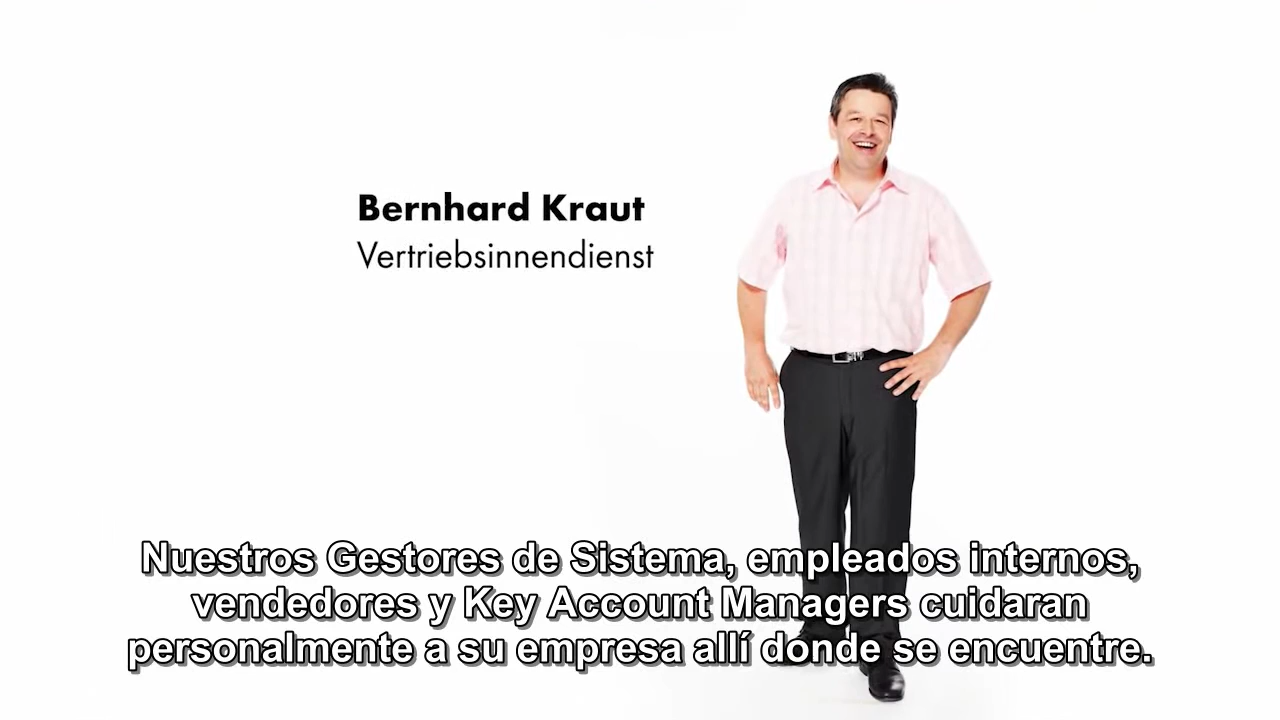 Bernhard Kraut
Vertriebsinnendienst
Nuestros Gestores de Sistema, empleados internos,
vendedores y Key Account Managers cuidaran
personalmente a su empresa allí donde se encuentre.